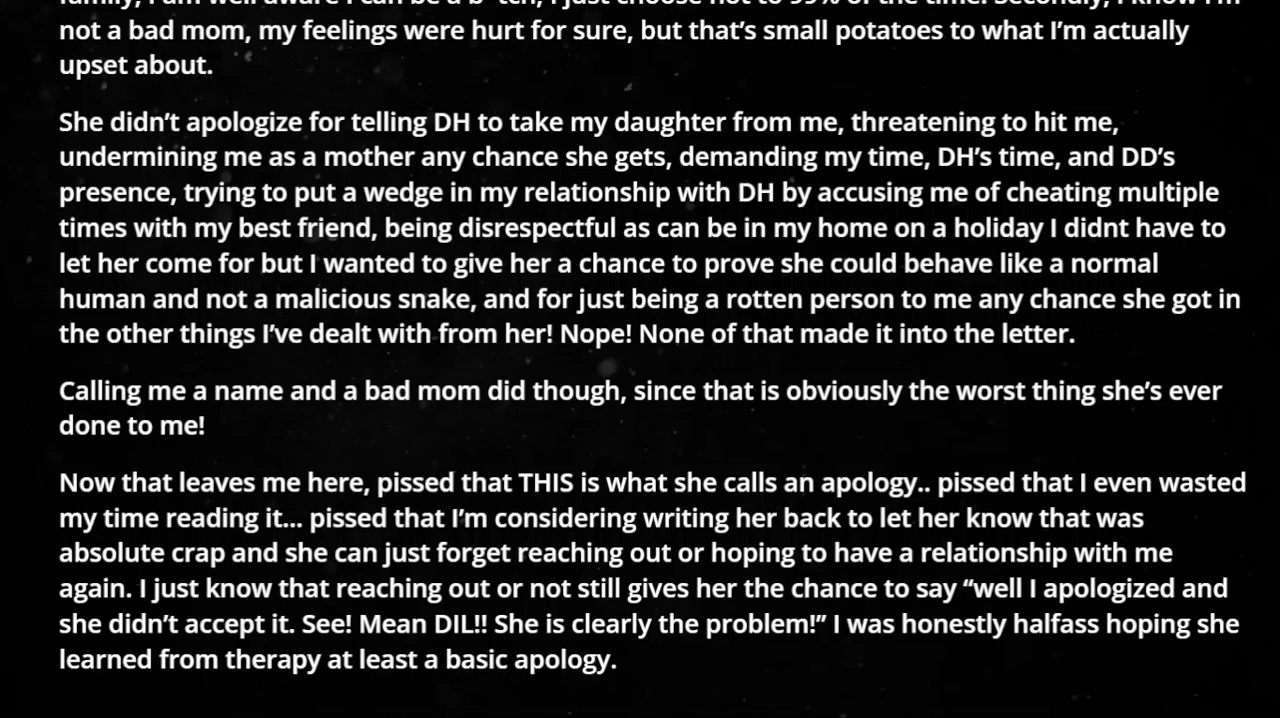 not a bad mom, my feelings were hurt for sure, but that’s small potatoes to what I’m actually
upset about.
She didn’t apologize for telling DH to take my daughter from me, threatening to hit me,
undermining me as a mother any chance she gets, demanding my time, DH’s time, and DD’s
presence, trying to put a wedge in my relationship with DH by accusing me of cheating multiple
times with my best friend, being disrespectful as can be in my home on a holiday I didnt have to
let her come for but I wanted to give her a chance to prove she could behave like a normal
human and not a malicious snake, and for just being a rotten person to me any chance she got in
the other things I’ve dealt with from her! Nope! None of that made it into the letter.
Calling me a name and a bad mom did though, since that is obviously the worst thing she’s ever
done to me!
Now that leaves me here, pissed that THIS is what she calls an apology.. pissed that I even wasted
my time reading it... pissed that I’m considering writing her back to let her know that was
absolute crap and she can just forget reaching out or hoping to have a relationship with me
again. I just know that reaching out or not still gives her the chance to say “well I apologized and
she didn’t accept it. See! Mean DIL!! She is clearly the problem!” I was honestly halfass hoping she
learned from therapy at least a basic apology.